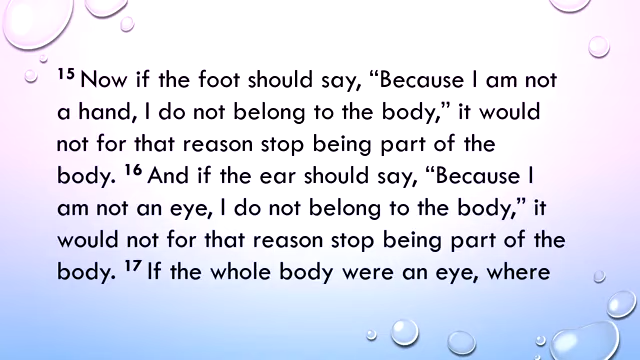 15 Now if the foot should say, “Because I am not
a hand, I do not belong to the body,” it would
not for that reason stop being part of the
body. 16 And if the ear should say, “Because I
am not an eye, I do not belong to the body,” it
would not for that reason stop being part of the
body. 17 If the whole body were an eye, where